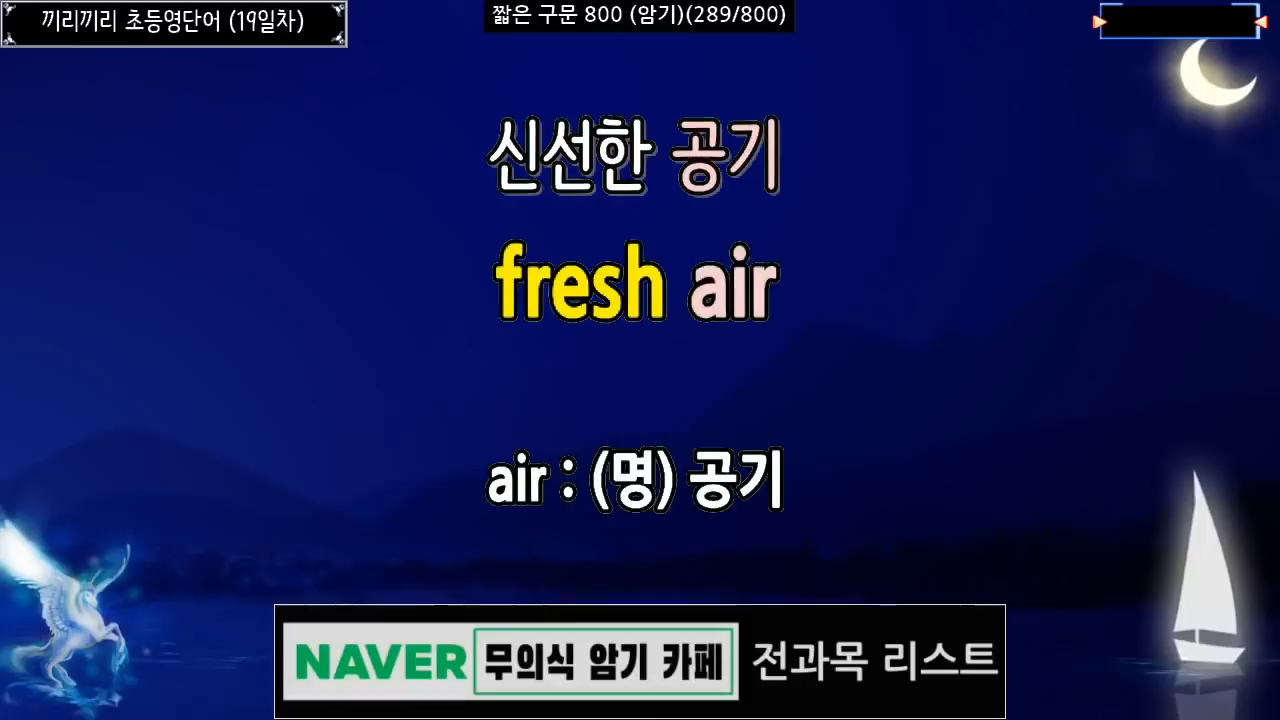 끼리끼리 초등영단어 (19일차)
짧은 구문 800 (암기)(289/800)
신선한 공기
fresh air
air : (명) 공기
NAVER 무의식 암기 카페 전과목 리스트